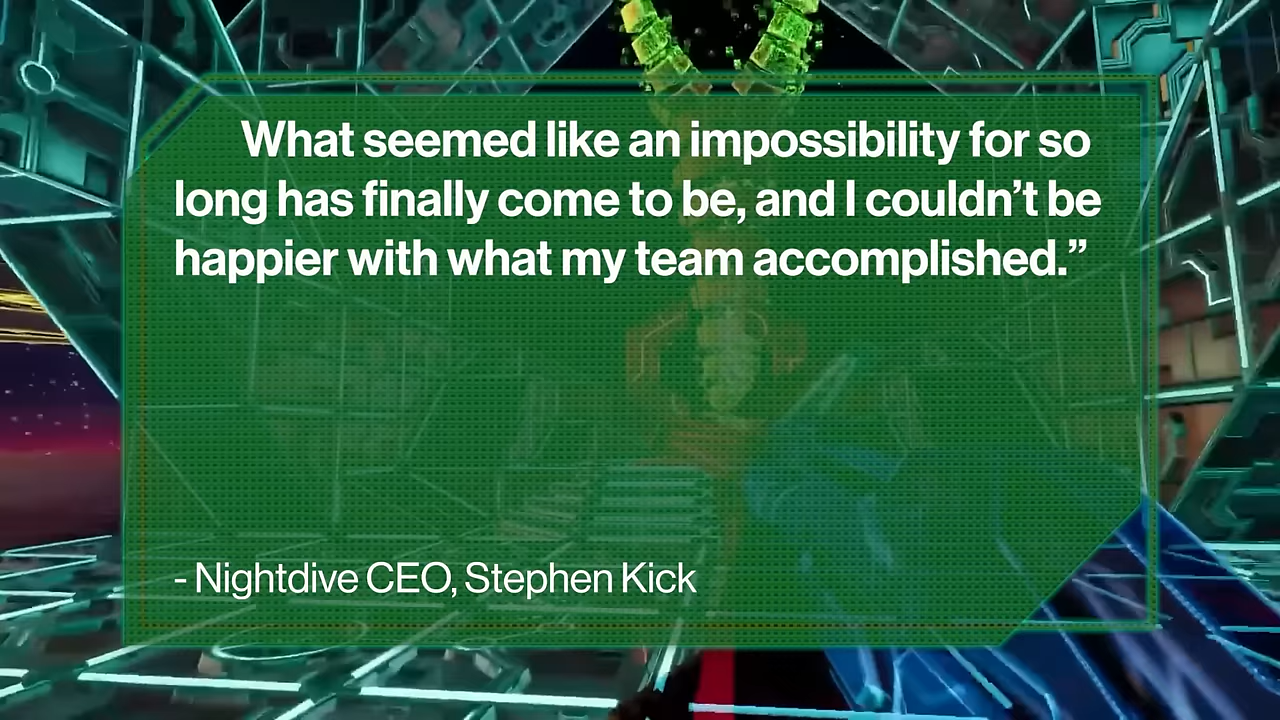 What seemed like an impossibility for so
long has finally come to be, and I couldn’t be
happier with what my team accomplished.”
- Nightdive CEO, Stephen Kick